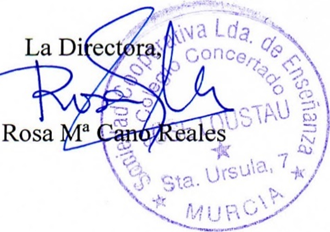 La Directora,
Rosa Mª Cano Reales
Sociedad Cooperativa Lda. de Enseñanza
Colegio Concertado
LOUSTAU
Sta. Ursula, 7
MURCIA